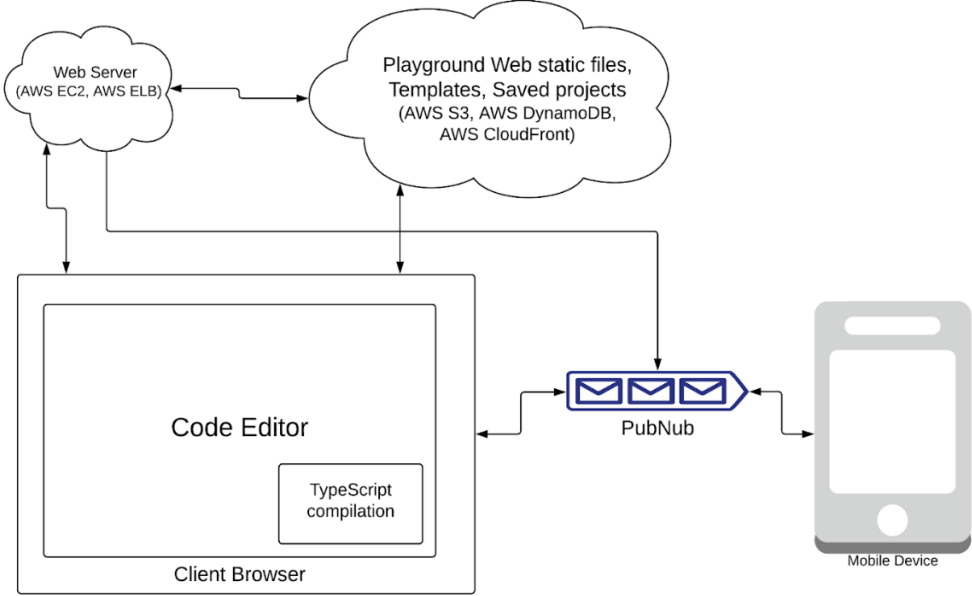 Web Server
(AWS EC2, AWS ELB)
Playground Web static files,
Templates, Saved projects
(AWS S3, AWS DynamoDB,
AWS CloudFront)
Code Editor
TypeScript
compilation
Client Browser
PubNub
Mobile Device